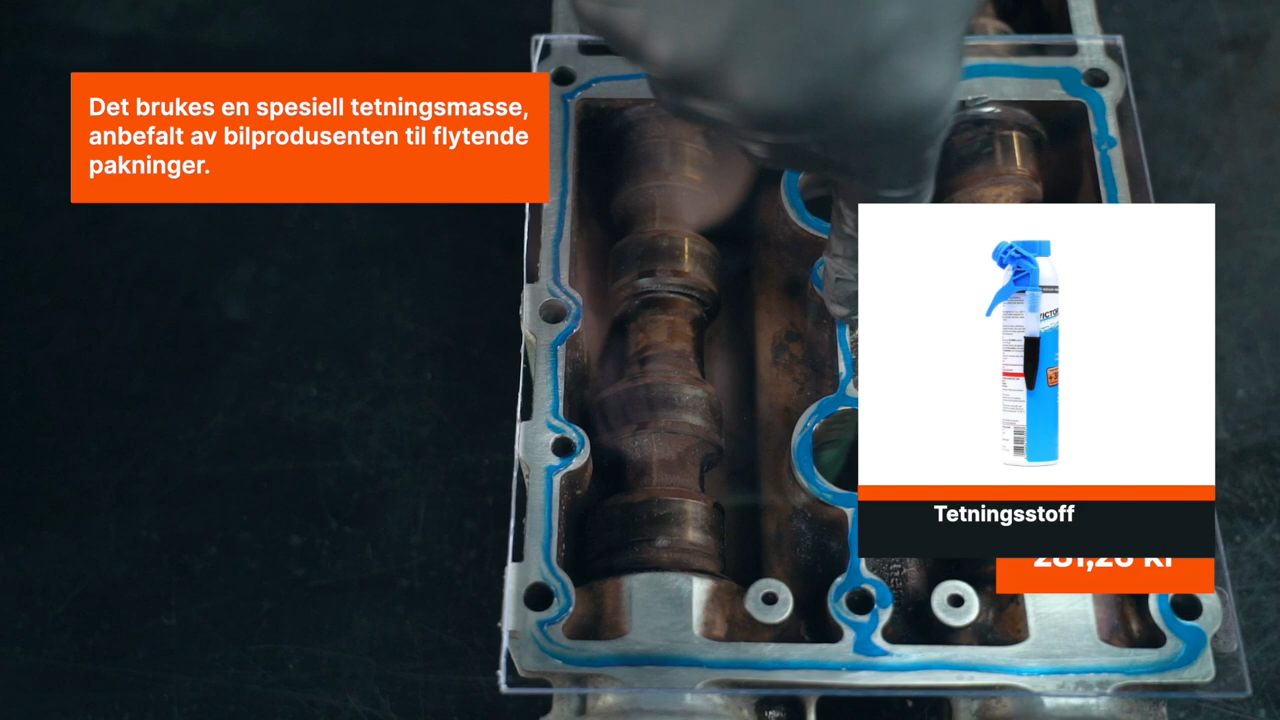 Det brukes en spesiell tetningsmasse,
anbefalt av bilprodusenten til flytende
pakninger.
Tetningsstoff